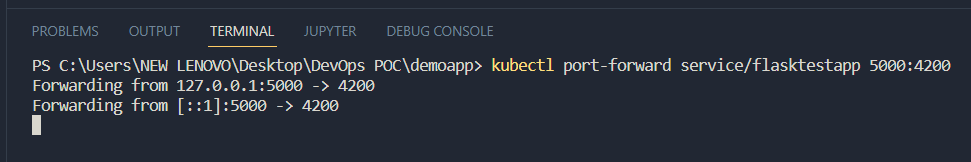 PROBLEMS OUTPUT TERMINAL JUPYTER DEBUG CONSOLE
PS C:\Users\NEW LENOVO\Desktop\DevOps POC\demoapp> kubectl port-forward service/flasktestapp 5000:4200
Forwarding from 127.0.0.1:5000 -> 4200
Forwarding from [::1]:5000 -> 4200